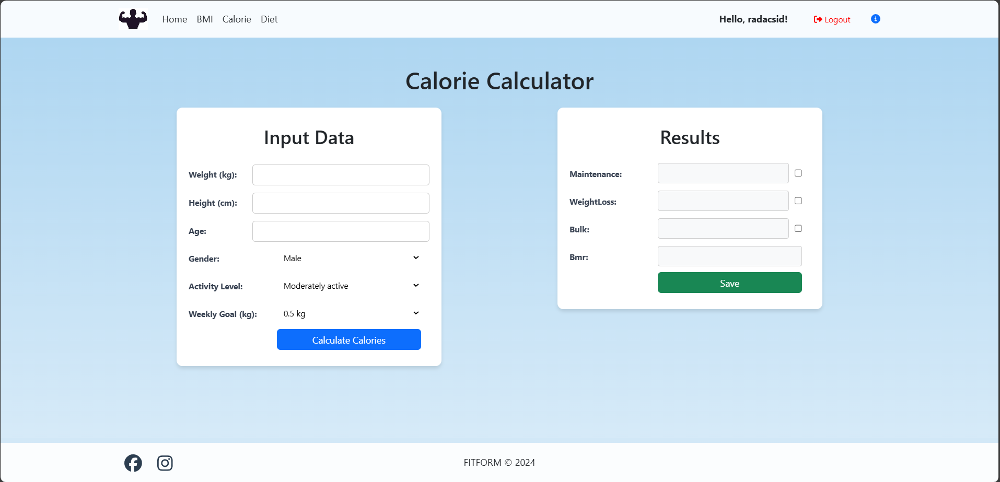 Home BMI Calorie Diet
Hello, radacsid!
Logout
Calorie Calculator
Input Data
Weight (kg):
Height (cm):
Age:
Gender: Male
Activity Level: Moderately active
Weekly Goal (kg): 0.5 kg
Calculate Calories
Results
Maintenance:
WeightLoss:
Bulk:
Bmr:
Save
FITFORM © 2024